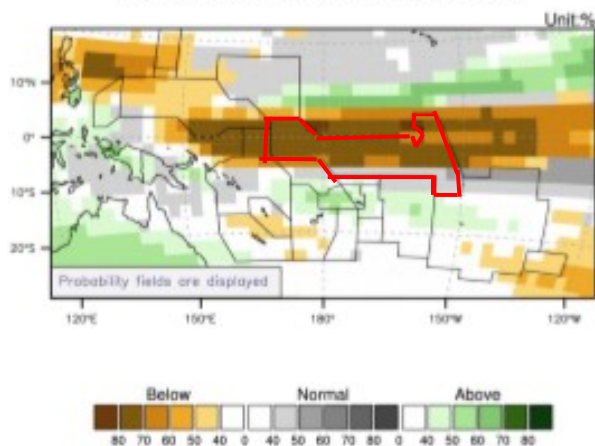 Unit:%
10°N
0°
10°S
20°S
Probability fields are displayed
120°E 150°E 180° 150°W 120°W
Below Normal Above
80 70 60 50 40 0 40 50 60 70 80 0 40 50 60 70 80